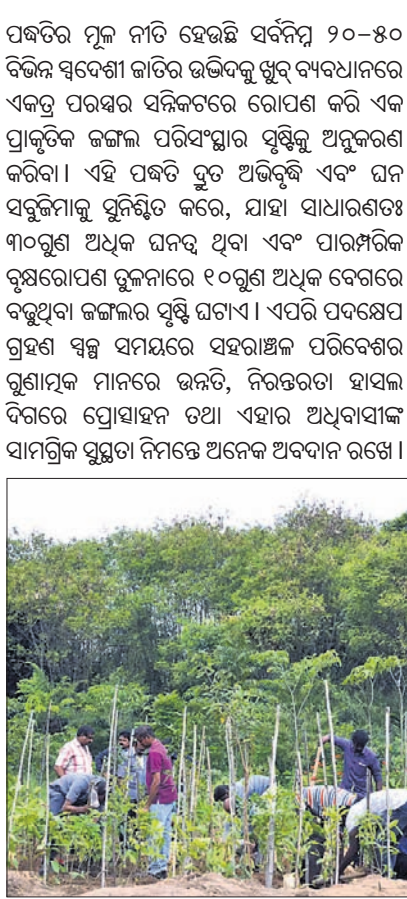 ପଦ୍ଧତିର ମୂଳ ନୀତି ହେଉଛି ସର୍ବନିମ୍ନ ୨୦–୫୦
ବିଭିନ୍ନ ସ୍ୱଦେଶୀ ଜାତିର ଉଦ୍ଭିଦକୁ ଖୁବ୍ ବ୍ୟବଧାନରେ
ଏକତ୍ର ପରସ୍ପର ସନ୍ନିକଟରେ ରୋପଣ କରି ଏକ
ପ୍ରାକୃତିକ ଜଙ୍ଗଲ ପରିସଂସ୍ଥାର ସୃଷ୍ଟିକୁ ଅନୁକରଣ
କରିବା। ଏହି ପଦ୍ଧତି ଦ୍ରୁତ ଅଭିବୃଦ୍ଧି ଏବଂ ଘନ
ସବୁଜିମାକୁ ସୁନିଶ୍ଚିତ କରେ, ଯାହା ସାଧାରଣତଃ
୩୦ଗୁଣ ଅଧିକ ଘନତ୍ୱ ଥିବା ଏବଂ ପାରମ୍ପରିକ
ବୃକ୍ଷରୋପଣ ତୁଳନାରେ ୧୦ଗୁଣ ଅଧିକ ବେଗରେ
ବଢୁଥିବା ଜଙ୍ଗଲର ସୃଷ୍ଟି ଘଟାଏ। ଏପରି ପଦକ୍ଷେପ
ଗ୍ରହଣ ସ୍ୱଳ୍ପ ସମୟରେ ସହରାଞ୍ଚଳ ପରିବେଶର
ଗୁଣାତ୍ମକ ମାନରେ ଉନ୍ନତି, ନିରନ୍ତରତା ହାସଲ
ଦିଗରେ ପ୍ରୋତ୍ସାହନ ତଥା ଏହାର ଅଧିବାସୀଙ୍କ
ସାମଗ୍ରିକ ସୁସ୍ଥତା ନିମନ୍ତେ ଅନେକ ଅବଦାନ ରଖେ।